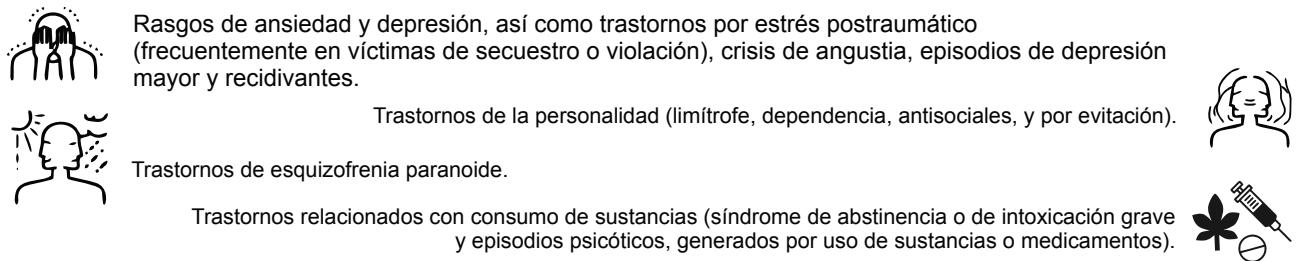 Rasgos de ansiedad y depresión, así como trastornos por estrés postraumático
(frecuentemente en víctimas de secuestro o violación), crisis de angustia, episodios de depresión
mayor y recidivantes.
Trastornos de la personalidad (limítrofe, dependencia, antisociales, y por evitación).
Trastornos de esquizofrenia paranoide.
Trastornos relacionados con consumo de sustancias (síndrome de abstinencia o de intoxicación grave
y episodios psicóticos, generados por uso de sustancias o medicamentos).